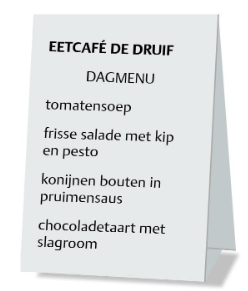 EETCAFÉ DE DRUIF
DAGMENU
tomatensoep
frisse salade met kip
en pesto
konijnen bouten in
pruimensaus
chocoladetaart met
slagroom